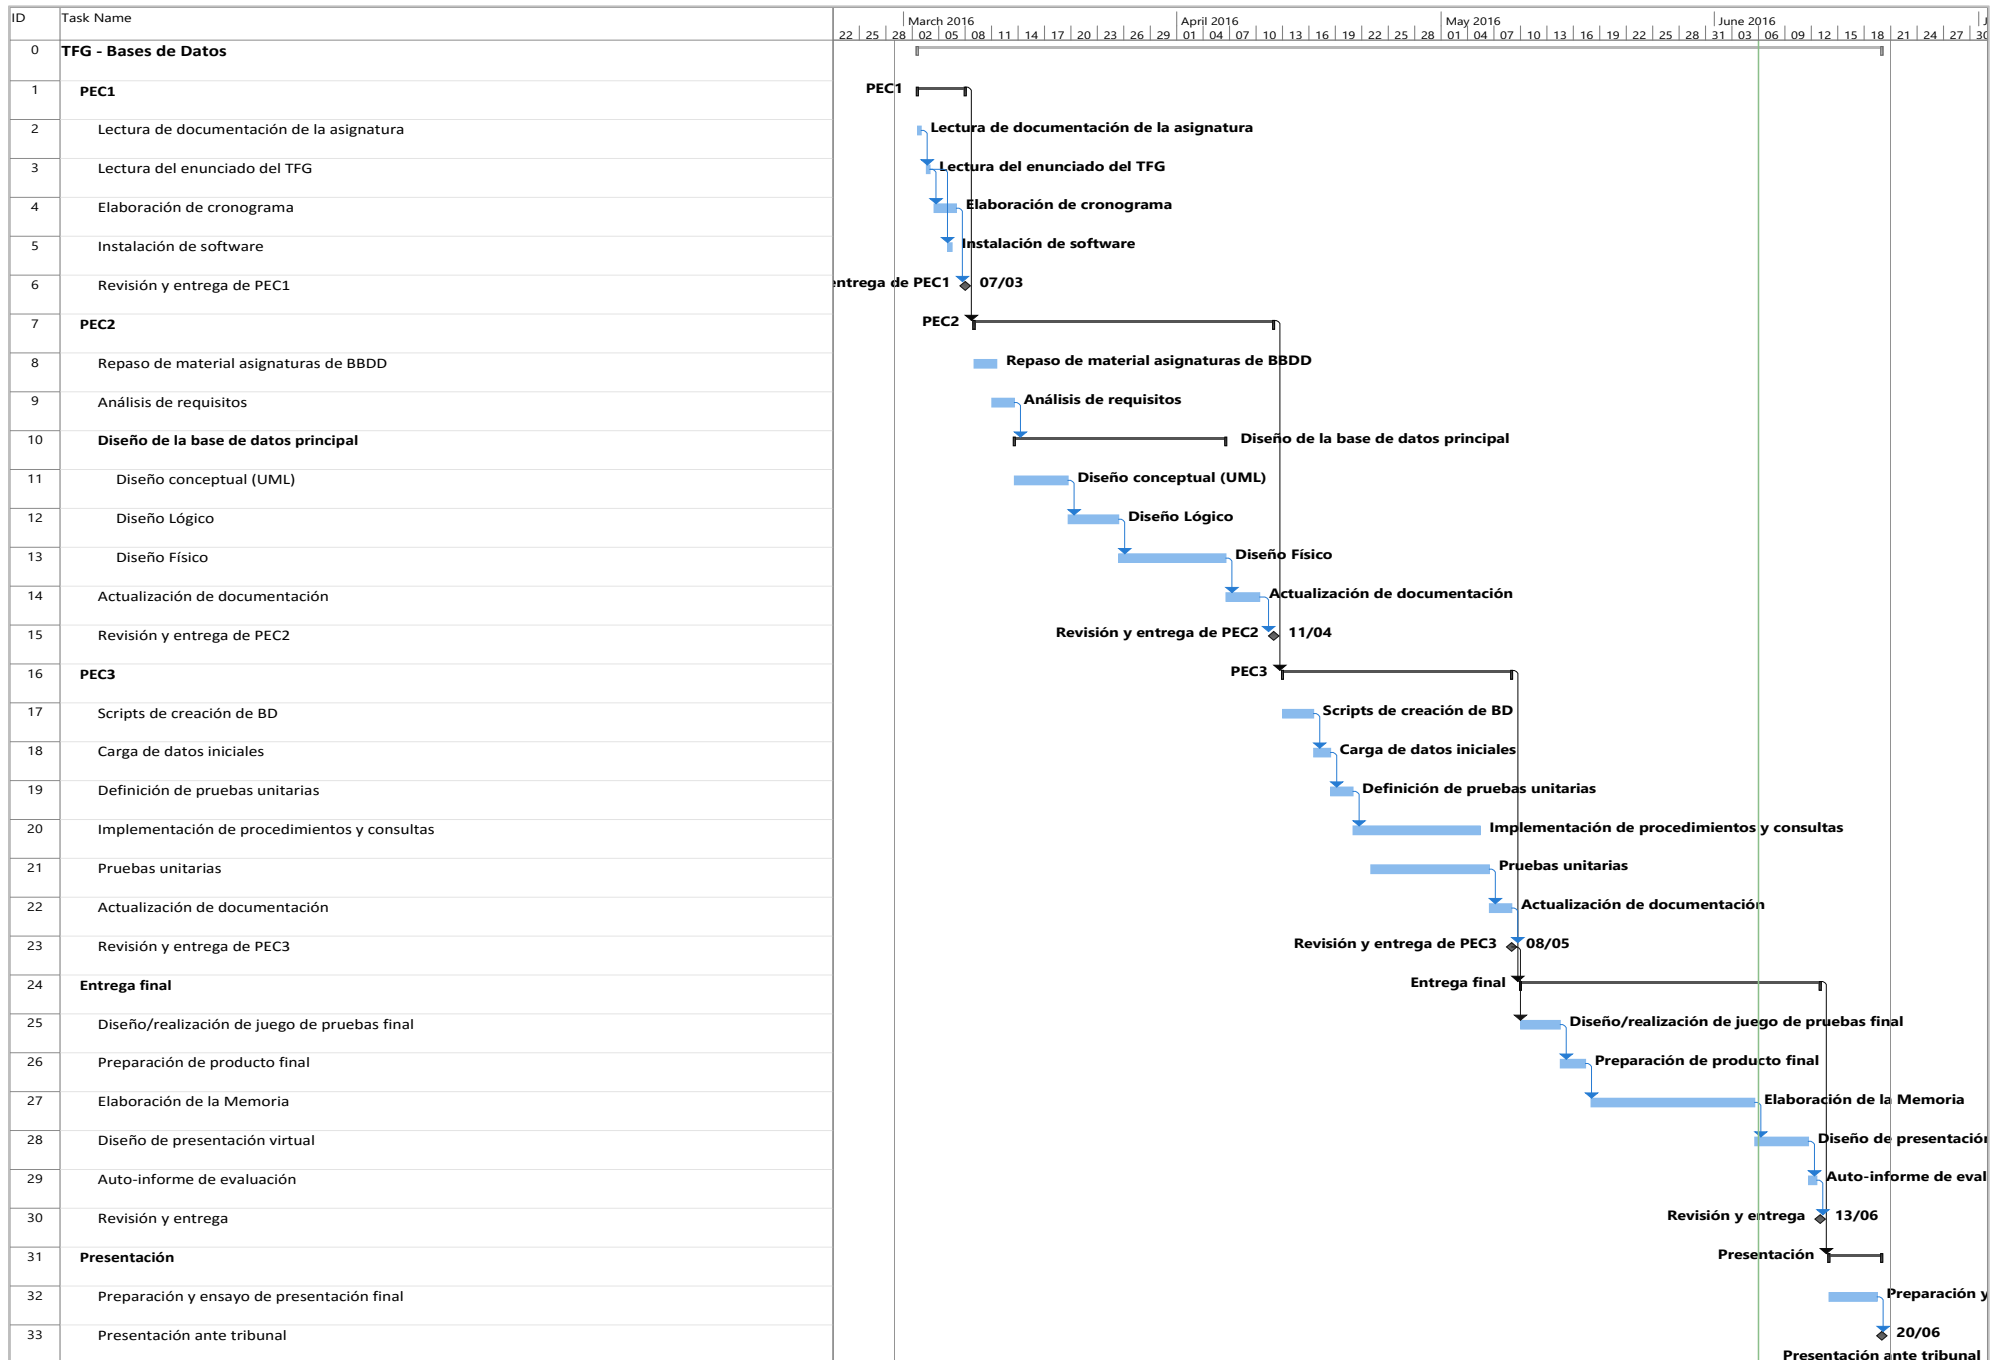 ID Task Name March 2016 April 2016 May 2016 June 2016 J
22 25 28 02 05 08 11 14 17 20 23 26 29 01 04 07 10 13 16 19 22 25 28 01 04 07 10 13 16 19 22 25 28 31 03 06 09 12 15 18 21 24 27 30
0 TFG - Bases de Datos
1 PEC1 PEC1
2 Lectura de documentación de la asignatura Lectura de documentación de la asignatura
3 Lectura del enunciado del TFG Lectura del enunciado del TFG
4 Elaboración de cronograma Elaboración de cronograma
5 Instalación de software Instalación de software
6 Revisión y entrega de PEC1 entrega de PEC1 07/03
7 PEC2 PEC2
8 Repaso de material asignaturas de BBDD Repaso de material asignaturas de BBDD
9 Análisis de requisitos Análisis de requisitos
10 Diseño de la base de datos principal Diseño de la base de datos principal
11 Diseño conceptual (UML) Diseño conceptual (UML)
12 Diseño Lógico Diseño Lógico
13 Diseño Físico Diseño Físico
14 Actualización de documentación Actualización de documentación
15 Revisión y entrega de PEC2 Revisión y entrega de PEC2 11/04
16 PEC3 PEC3
17 Scripts de creación de BD Scripts de creación de BD
18 Carga de datos iniciales Carga de datos iniciales
19 Definición de pruebas unitarias Definición de pruebas unitarias
20 Implementación de procedimientos y consultas Implementación de procedimientos y consultas
21 Pruebas unitarias Pruebas unitarias
22 Actualización de documentación Actualización de documentación
23 Revisión y entrega de PEC3 Revisión y entrega de PEC3 08/05
24 Entrega final Entrega final
25 Diseño/realización de juego de pruebas final Diseño/realización de juego de pruebas final
26 Preparación de producto final Preparación de producto final
27 Elaboración de la Memoria Elaboración de la Memoria
28 Diseño de presentación virtual Diseño de presentación
29 Auto-informe de evaluación Auto-informe de eval
30 Revisión y entrega Revisión y entrega 13/06
31 Presentación Presentación
32 Preparación y ensayo de presentación final Preparación y
33 Presentación ante tribunal 20/06
Presentación ante tribunal